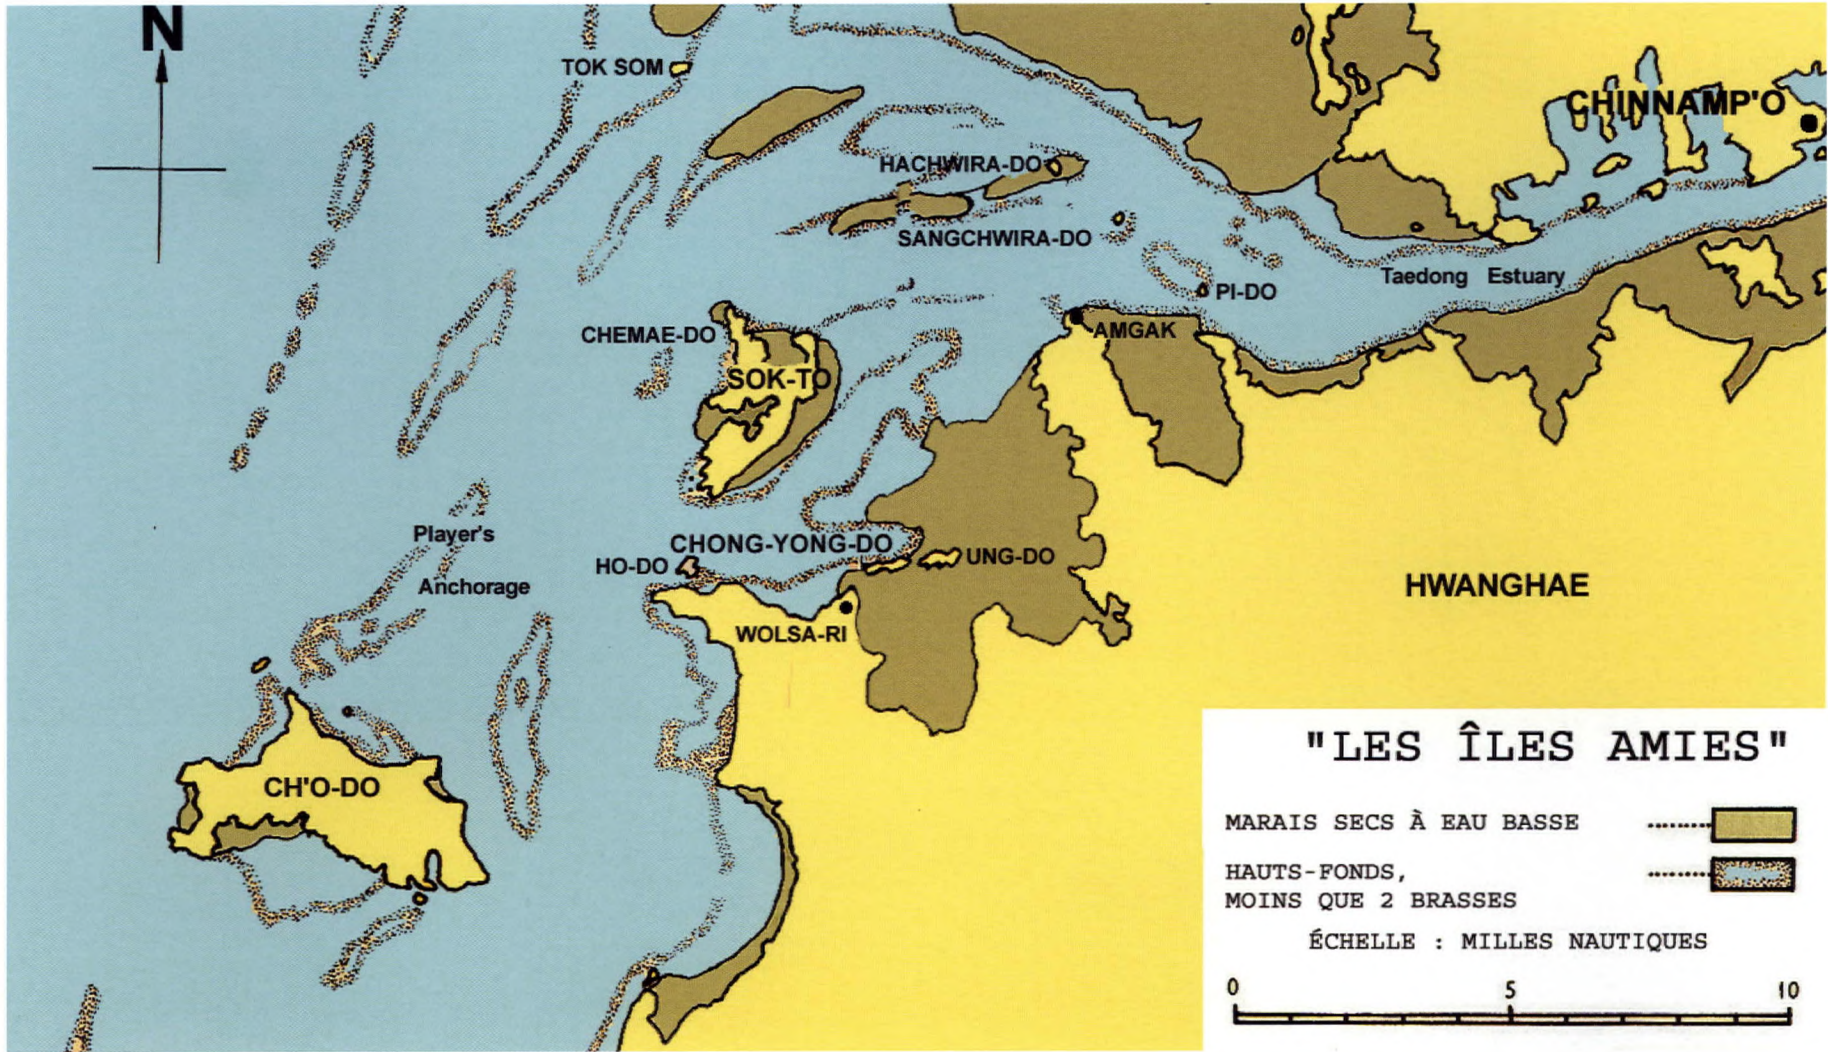 N
TOK SOM
CHINNAMP'O
HACHWIRA-DO
SANGCHWIRA-DO
Taedong Estuary
PI-DO
CHEMAE-DO
AMGAK
SOK-TO
Player's
Anchorage
CHONG-YONG-DO
HO-DO
UNG-DO
HWANGHAE
WOLSA-RI
CH'O-DO
"LES ÎLES AMIES"
MARAIS SECS À EAU BASSE
HAUTS-FONDS,
MOINS QUE 2 BRASSES
ÉCHELLE : MILLES NAUTIQUES
0 5 10